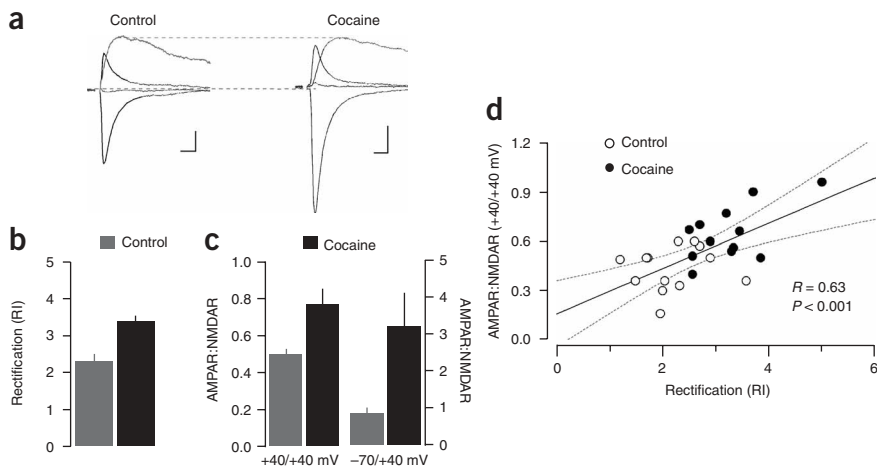 a
Control
Cocaine
b
Control
Rectification (RI)
5
4
3
2
1
0
c
Cocaine
AMPAR:NMDAR
1.0
0.8
0.6
0.4
0.2
0.0
+40/+40 mV
–70/+40 mV
5
4
3
2
1
0
AMPAR:NMDAR
d
Control
Cocaine
AMPAR:NMDAR (+40/+40 mV)
1.2
0.9
0.6
0.3
0.0
R = 0.63
P < 0.001
0
2
4
6
Rectification (RI)